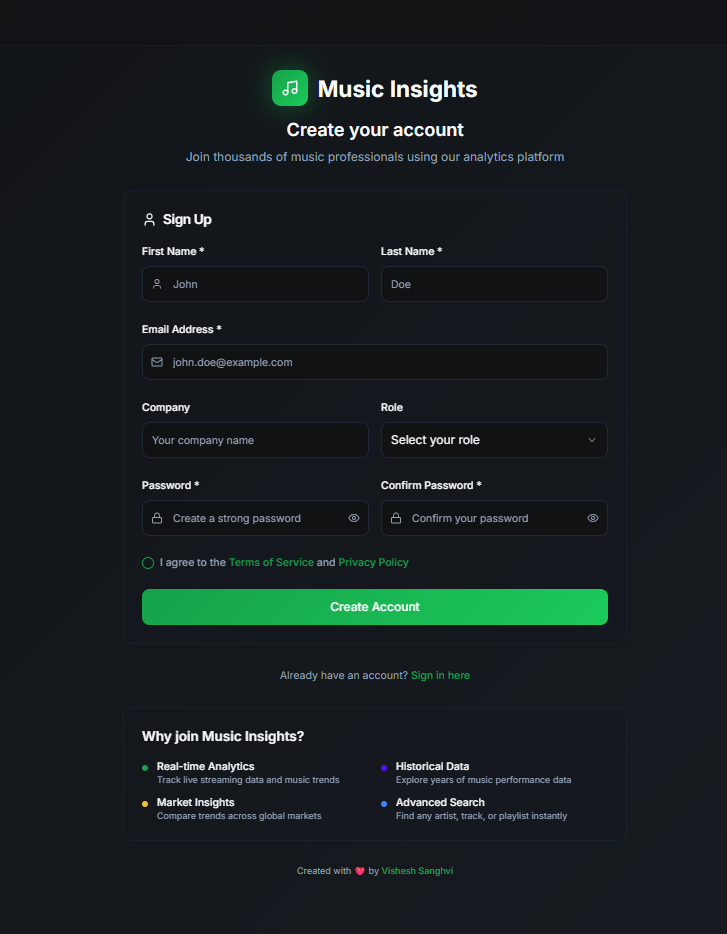 Music Insights
Create your account
Join thousands of music professionals using our analytics platform
Sign Up
First Name * Last Name *
John Doe
Email Address *
john.doe@example.com
Company Role
Your company name Select your role
Password * Confirm Password *
Create a strong password Confirm your password
I agree to the Terms of Service and Privacy Policy
Create Account
Already have an account? Sign in here
Why join Music Insights?
Real-time Analytics Historical Data
Track live streaming data and music trends Explore years of music performance data
Market Insights Advanced Search
Compare trends across global markets Find any artist, track, or playlist instantly
Created with ❤️ by Vishesh Sanghvi